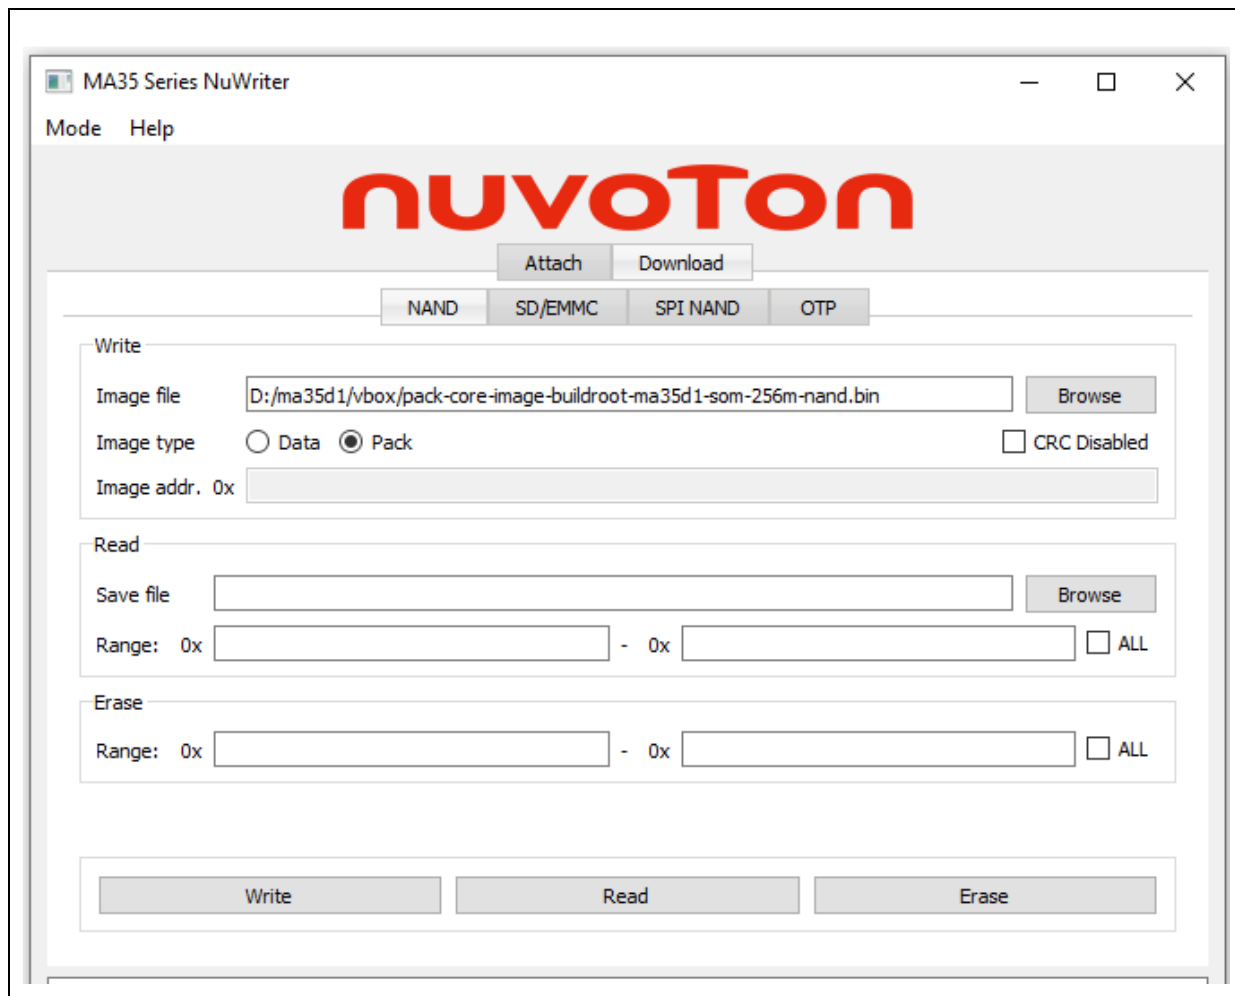 MA35 Series NuWriter
Mode Help
nuvoTon
Attach Download
NAND SD/EMMC SPI NAND OTP
Write
Image file D:/ma35d1/vbox/pack-core-image-buildroot-ma35d1-som-256m-nand.bin Browse
Image type Data Pack CRC Disabled
Image addr. 0x
Read
Save file Browse
Range: 0x - 0x ALL
Erase
Range: 0x - 0x ALL
Write Read Erase